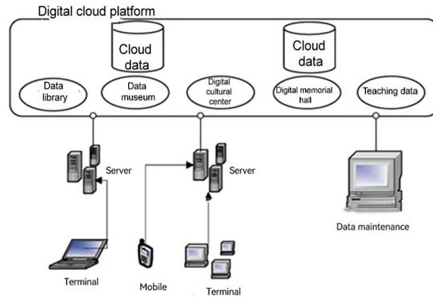 Digital cloud platform
Cloud
data
Cloud
data
Data
library
Data
museum
Digital
cultural
center
Digital memorial
hall
Teaching data
Server
Server
Data maintenance
Terminal
Mobile
Terminal